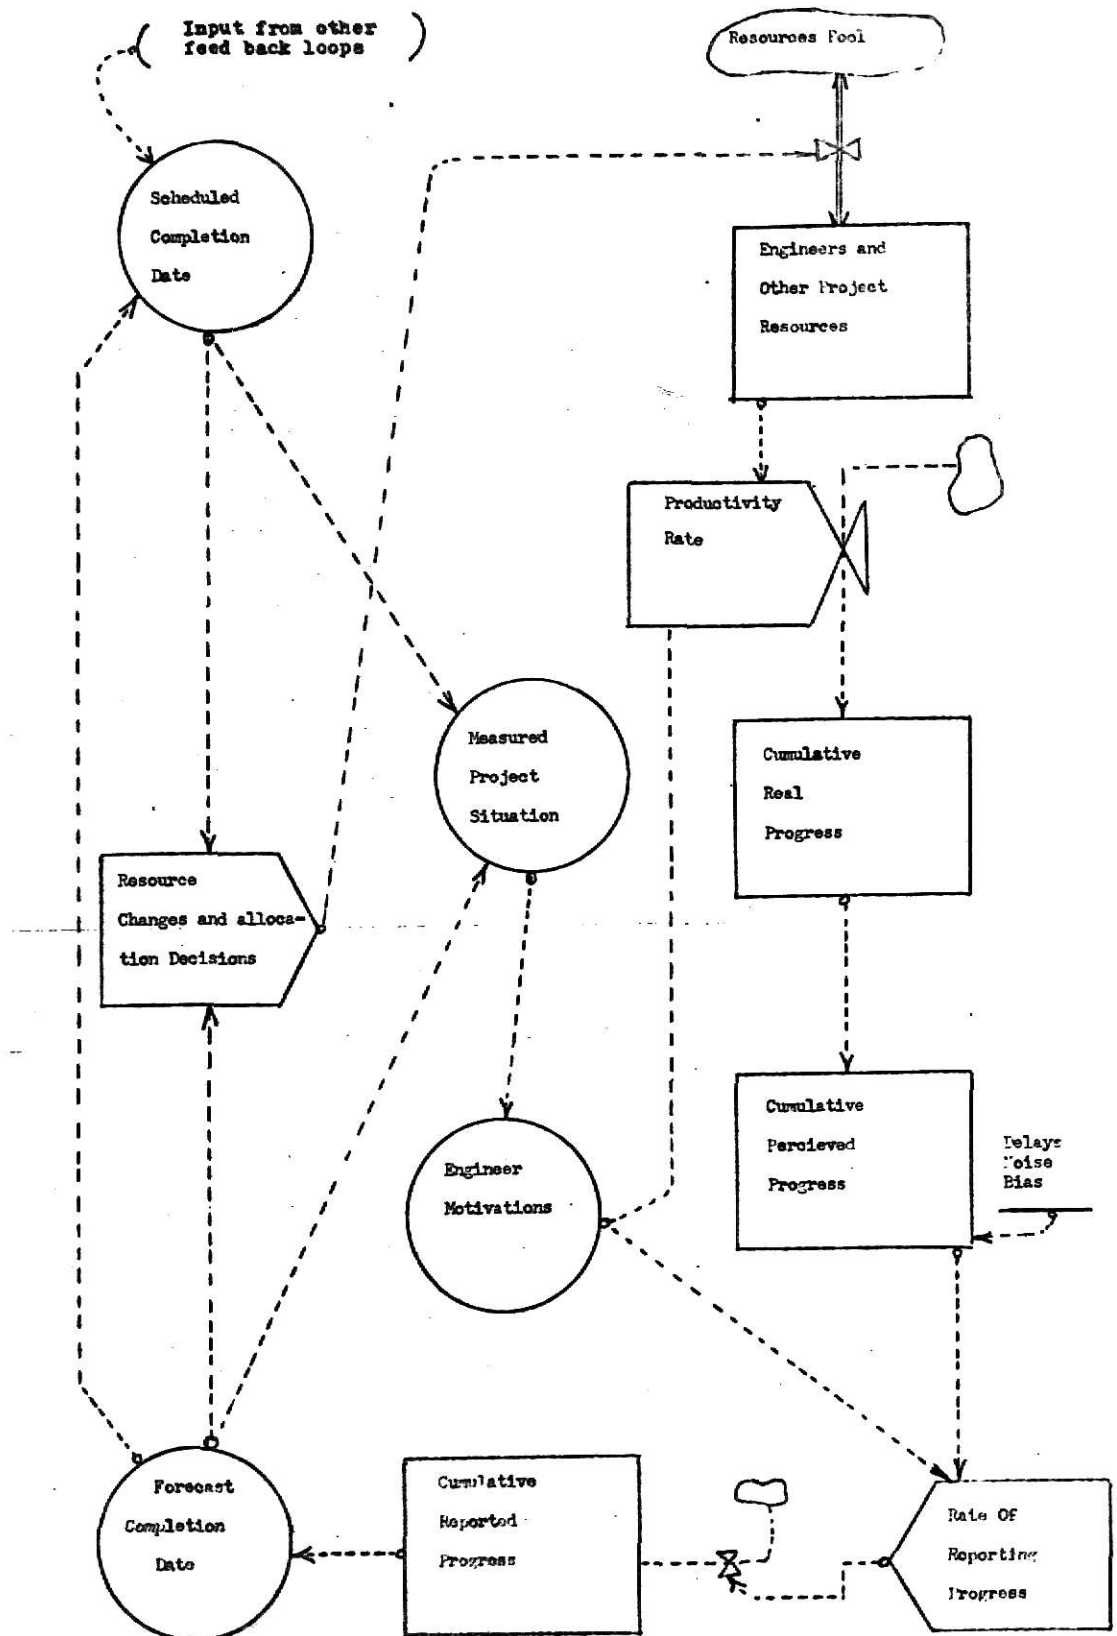 Input from other
feed back loops
Resources Pool
Scheduled
Completion
Date
Engineers and
Other Project
Resources
Productivity
Rate
Measured
Project
Situation
Cumulative
Real
Progress
Resource
Changes and alloca-
tion Decisions
Cumulative
Percieved
Progress
Delays
Noise
Bias
Engineer
Motivations
Forecast
Completion
Date
Cumulative
Reported
Progress
Rate Of
Reporting
Progress